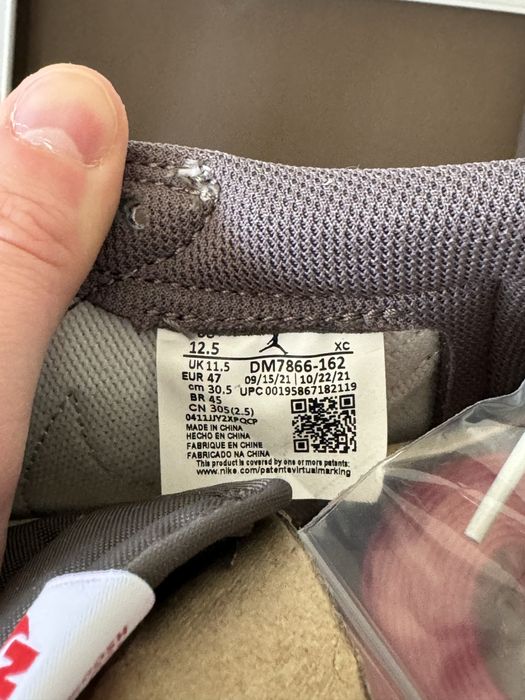 12.5 XC
UK 11.5 DM7866-162
EUR 47 09/15/21 | 10/22/21
cm 30.5 UPC 00195867182119
BR 45
CN 305(2.5)
0411JJY2XPQCP
MADE IN CHINA
HECHO EN CHINA
FABRIQUE EN CHINE
FABRICADO NA CHINA
This product is covered by one or more patents.
www.nike.com/patentsvirtualmarking